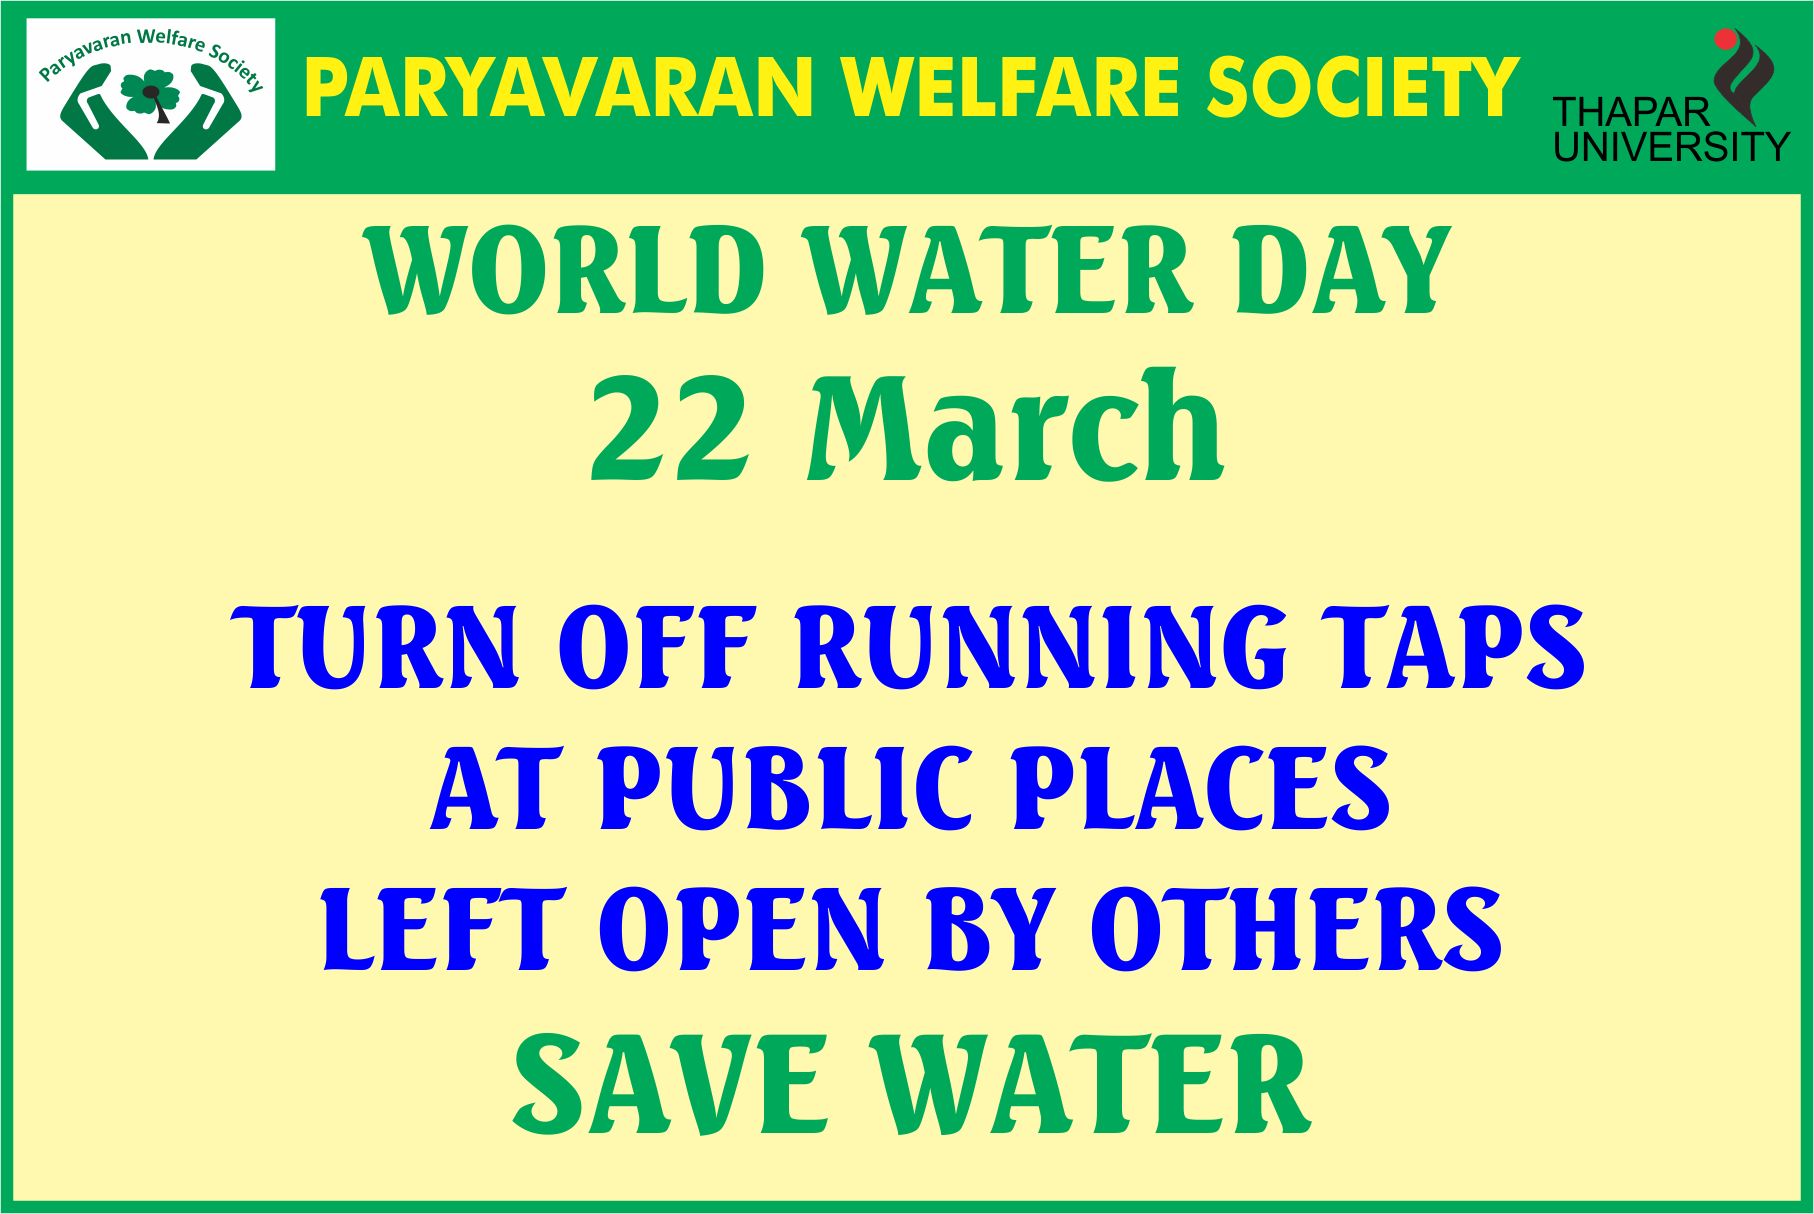 Paryavaran Welfare Society
PARYAVARAN WELFARE SOCIETY
THAPAR
UNIVERSITY
WORLD WATER DAY
22 March
TURN OFF RUNNING TAPS
AT PUBLIC PLACES
LEFT OPEN BY OTHERS
SAVE WATER